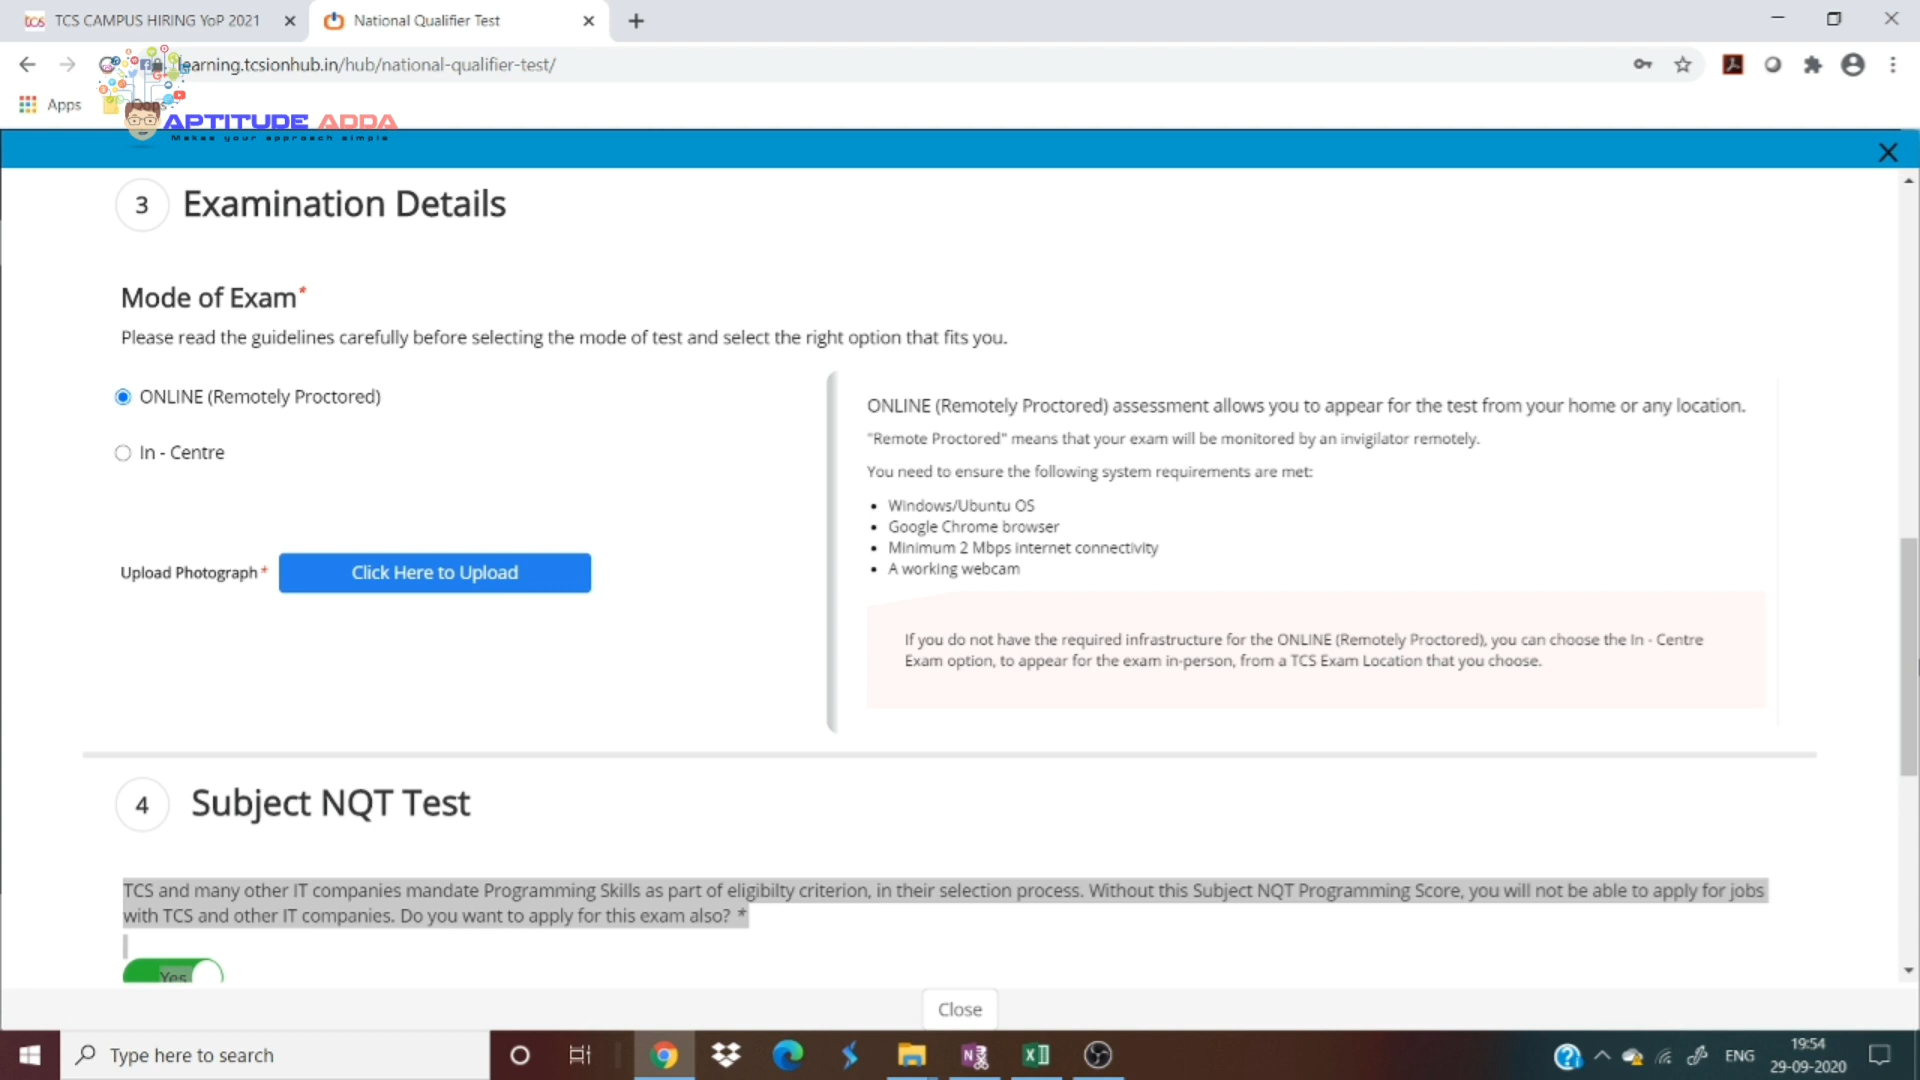 tcs TCS CAMPUS HIRING YoP 2021
National Qualifier Test
learning.tcsionhub.in/hub/national-qualifier-test/
Apps
Oops
APTITUDE ADDA
Makes your approach simple
3 Examination Details
Mode of Exam*
Please read the guidelines carefully before selecting the mode of test and select the right option that fits you.
ONLINE (Remotely Proctored)
In - Centre
Upload Photograph *
Click Here to Upload
ONLINE (Remotely Proctored) assessment allows you to appear for the test from your home or any location.
"Remote Proctored" means that your exam will be monitored by an invigilator remotely.
You need to ensure the following system requirements are met:
• Windows/Ubuntu OS
• Google Chrome browser
• Minimum 2 Mbps internet connectivity
• A working webcam
If you do not have the required infrastructure for the ONLINE (Remotely Proctored), you can choose the In - Centre
Exam option, to appear for the exam in-person, from a TCS Exam Location that you choose.
4 Subject NQT Test
TCS and many other IT companies mandate Programming Skills as part of eligibilty criterion, in their selection process. Without this Subject NQT Programming Score, you will not be able to apply for jobs
with TCS and other IT companies. Do you want to apply for this exam also? *
Yes
Close
Type here to search
ENG
19:54
29-09-2020